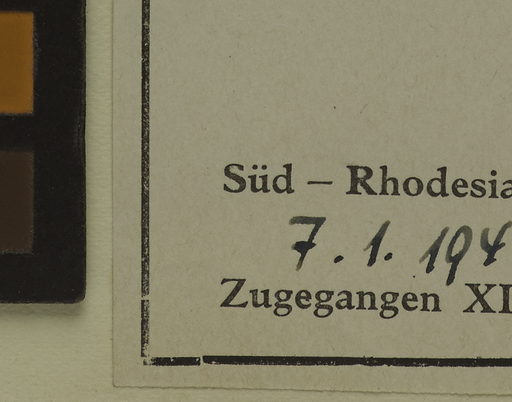 Süd – Rhodesia
7. 1. 194
Zugegangen XI